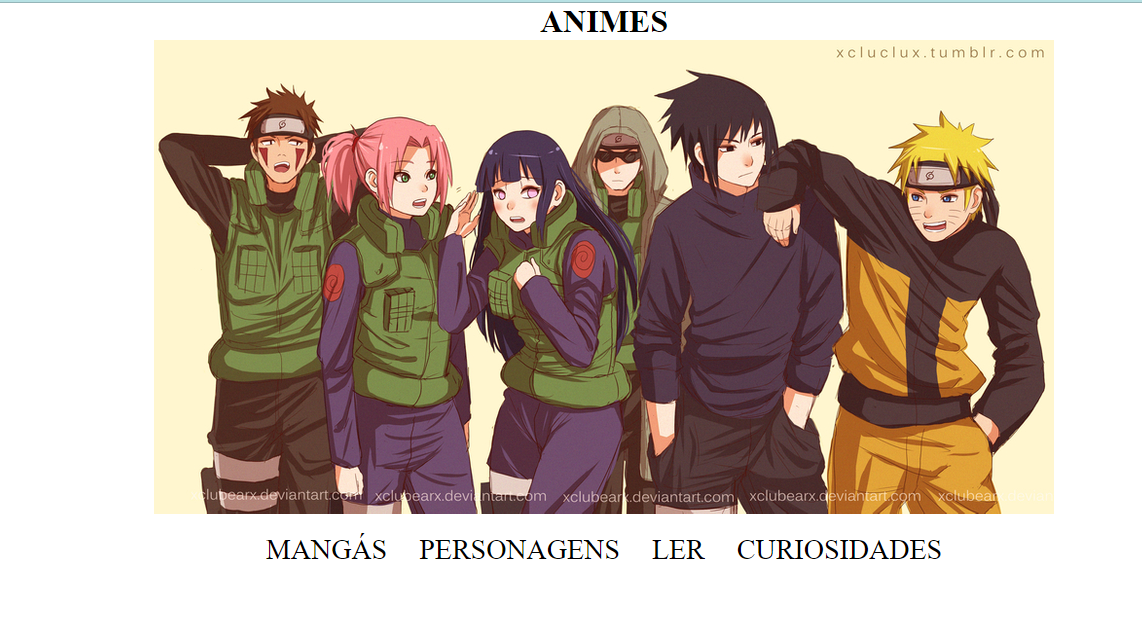 ANIMES
xcluclux.tumblr.com
xclubearx.deviantart.com xclubearx.deviantart.com xclubearx.deviantart.com xclubearx.deviantart.com
MANGÁS PERSONAGENS LER CURIOSIDADES